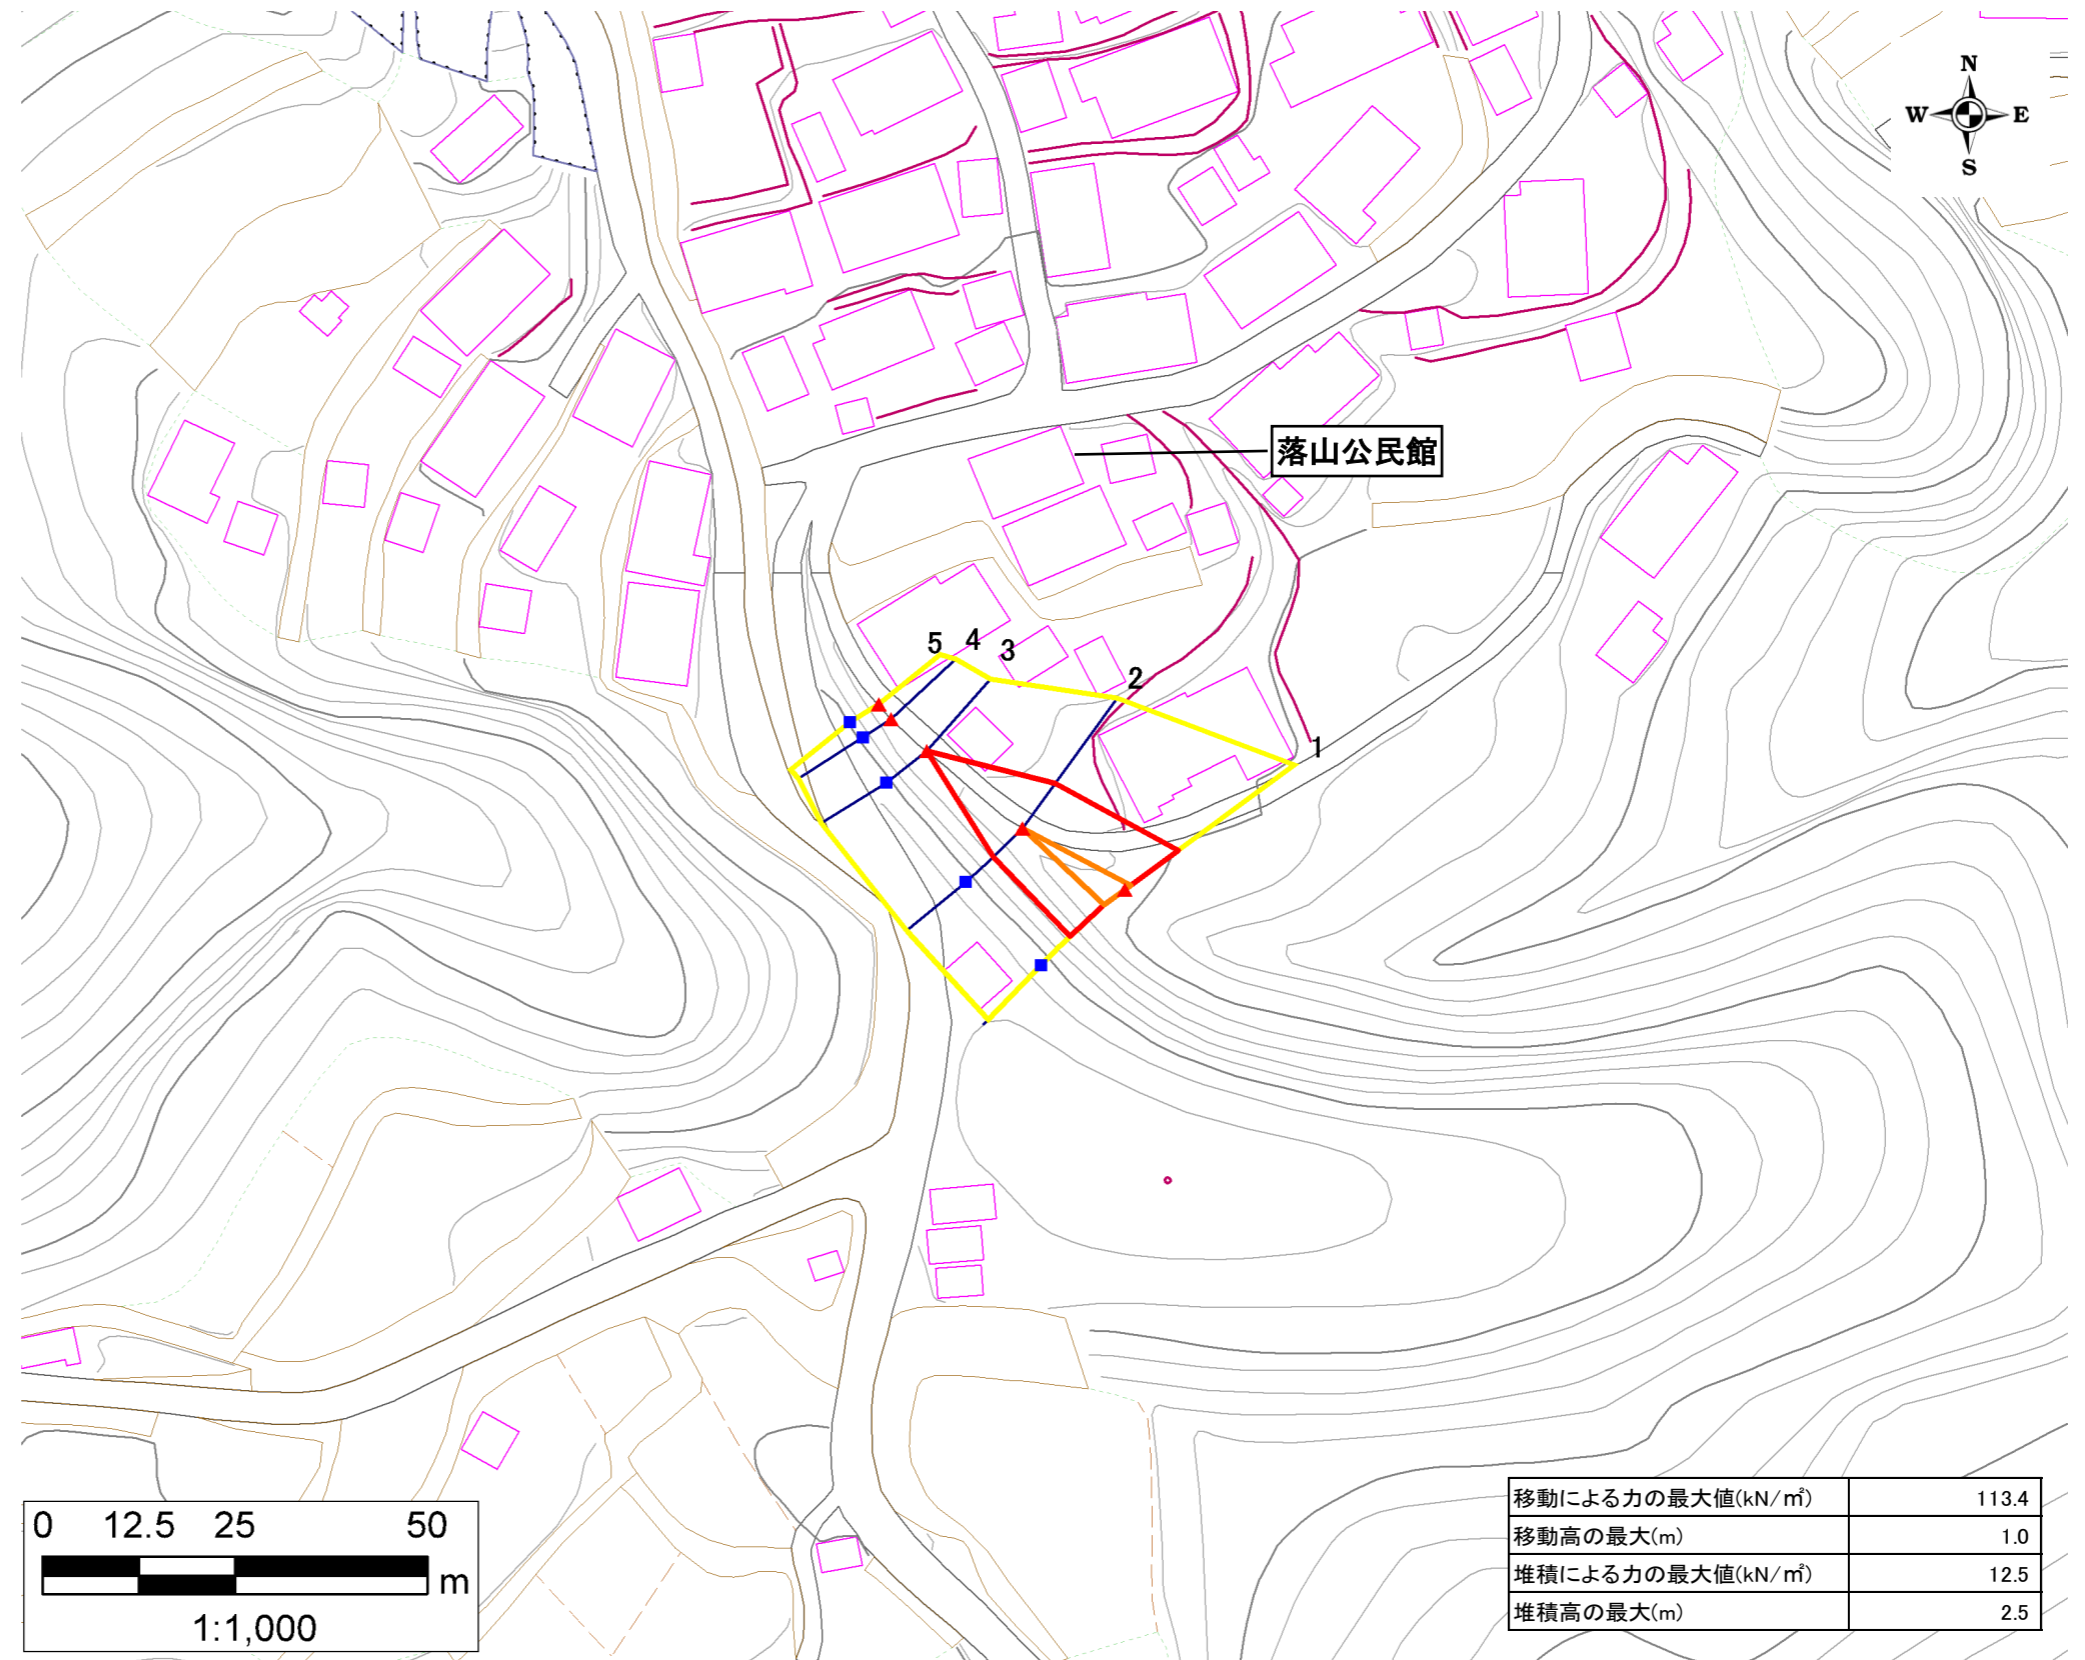 N
W E
S
落山公民館
5 4 3
2
1
0 12.5 25 50
m
1:1,000
移動による力の最大値(kN/㎡) 113.4
移動高の最大(m) 1.0
堆積による力の最大値(kN/㎡) 12.5
堆積高の最大(m) 2.5